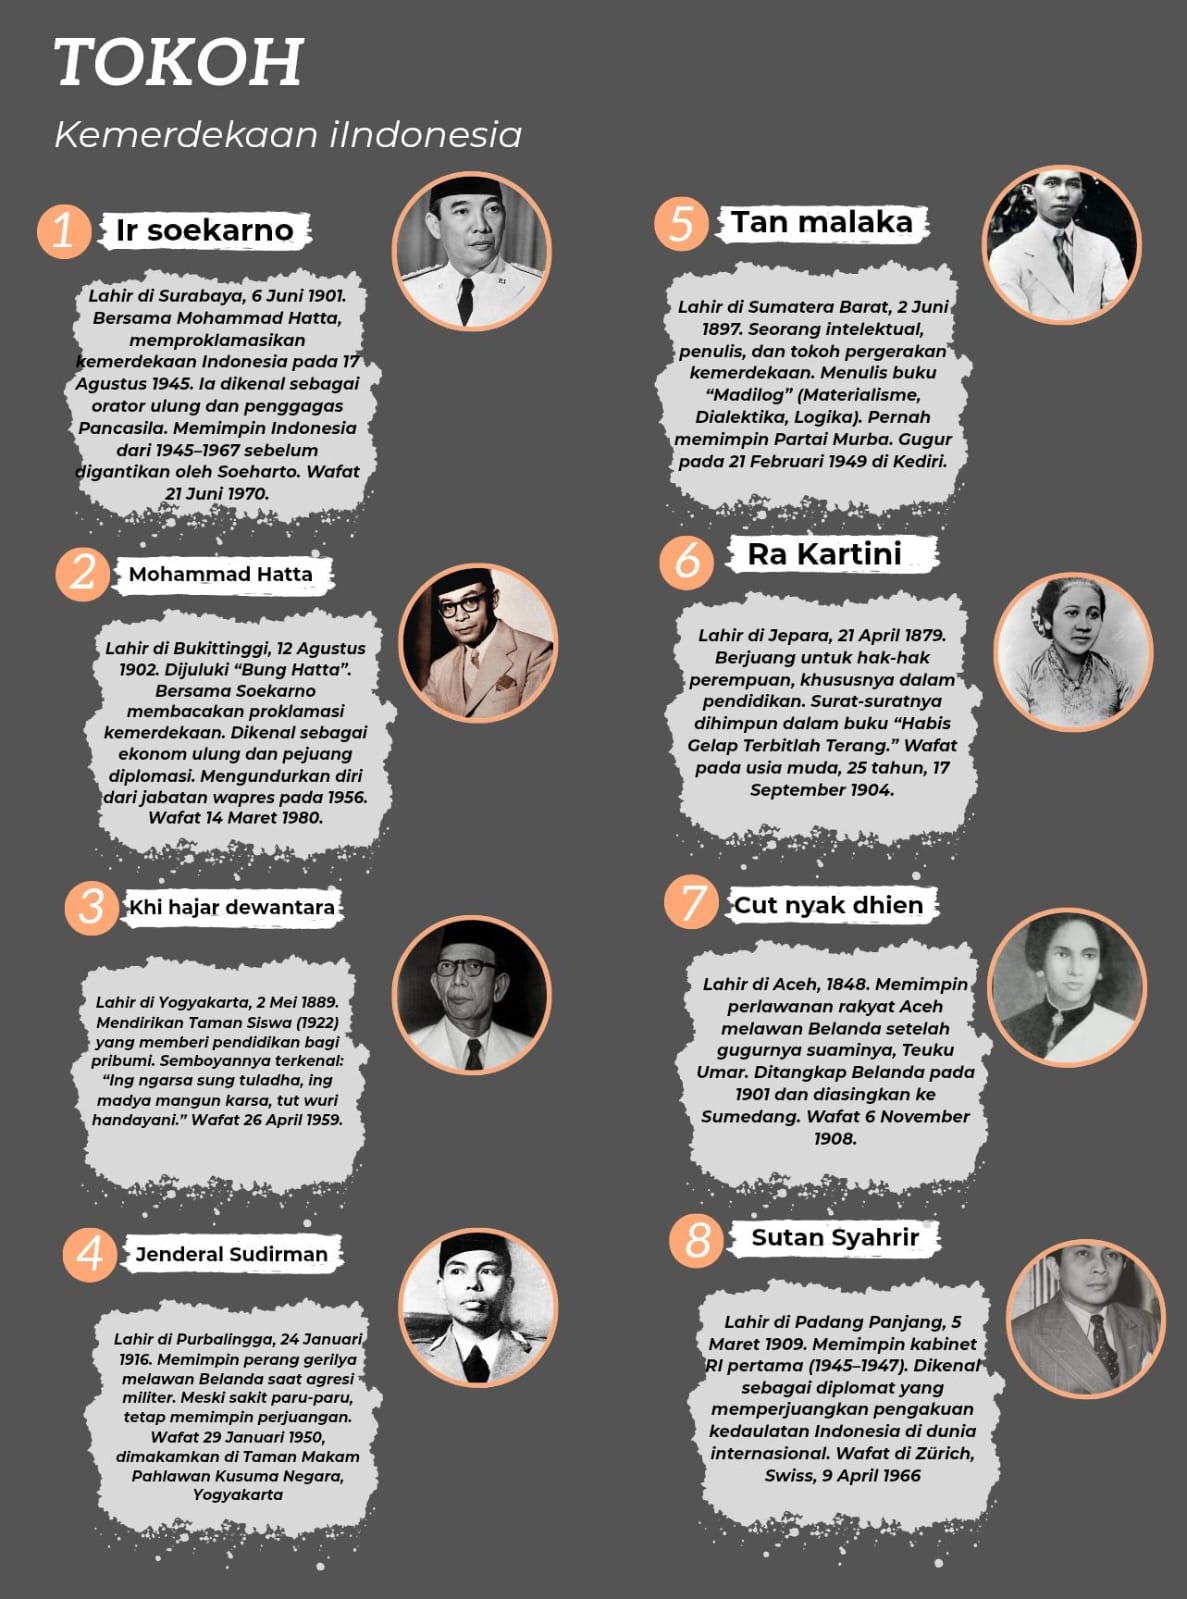 TOKOH
Kemerdekaan iIndonesia
1
Ir soekarno
Lahir di Surabaya, 6 Juni 1901.
Bersama Mohammad Hatta,
memproklamasikan
kemerdekaan Indonesia pada 17
Agustus 1945. Ia dikenal sebagai
orator ulung dan penggagas
Pancasila. Memimpin Indonesia
dari 1945–1967 sebelum
digantikan oleh Soeharto. Wafat
21 Juni 1970.
2
Mohammad Hatta
Lahir di Bukittinggi, 12 Agustus
1902. Dijuluki “Bung Hatta”.
Bersama Soekarno
membacakan proklamasi
kemerdekaan. Dikenal sebagai
ekonom ulung dan pejuang
diplomasi. Mengundurkan diri
dari jabatan wapres pada 1956.
Wafat 14 Maret 1980.
3
Khi hajar dewantara
Lahir di Yogyakarta, 2 Mei 1889.
Mendirikan Taman Siswa (1922)
yang memberi pendidikan bagi
pribumi. Semboyannya terkenal:
“Ing ngarsa sung tuladha, ing
madya mangun karsa, tut wuri
handayani.” Wafat 26 April 1959.
4
Jenderal Sudirman
Lahir di Purbalingga, 24 Januari
1916. Memimpin perang gerilya
melawan Belanda saat agresi
militer. Meski sakit paru-paru,
tetap memimpin perjuangan.
Wafat 29 Januari 1950,
dimakamkan di Taman Makam
Pahlawan Kusuma Negara,
Yogyakarta
5
Tan malaka
Lahir di Sumatera Barat, 2 Juni
1897. Seorang intelektual,
penulis, dan tokoh pergerakan
kemerdekaan. Menulis buku
“Madilog” (Materialisme,
Dialektika, Logika). Pernah
memimpin Partai Murba. Gugur
pada 21 Februari 1949 di Kediri.
6
Ra Kartini
Lahir di Jepara, 21 April 1879.
Berjuang untuk hak-hak
perempuan, khususnya dalam
pendidikan. Surat-suratnya
dihimpun dalam buku “Habis
Gelap Terbitlah Terang.” Wafat
pada usia muda, 25 tahun, 17
September 1904.
7
Cut nyak dhien
Lahir di Aceh, 1848. Memimpin
perlawanan rakyat Aceh
melawan Belanda setelah
gugurnya suaminya, Teuku
Umar. Ditangkap Belanda pada
1901 dan diasingkan ke
Sumedang. Wafat 6 November
1908.
8
Sutan Syahrir
Lahir di Padang Panjang, 5
Maret 1909. Memimpin kabinet
RI pertama (1945–1947). Dikenal
sebagai diplomat yang
memperjuangkan pengakuan
kedaulatan Indonesia di dunia
internasional. Wafat di Zürich,
Swiss, 9 April 1966